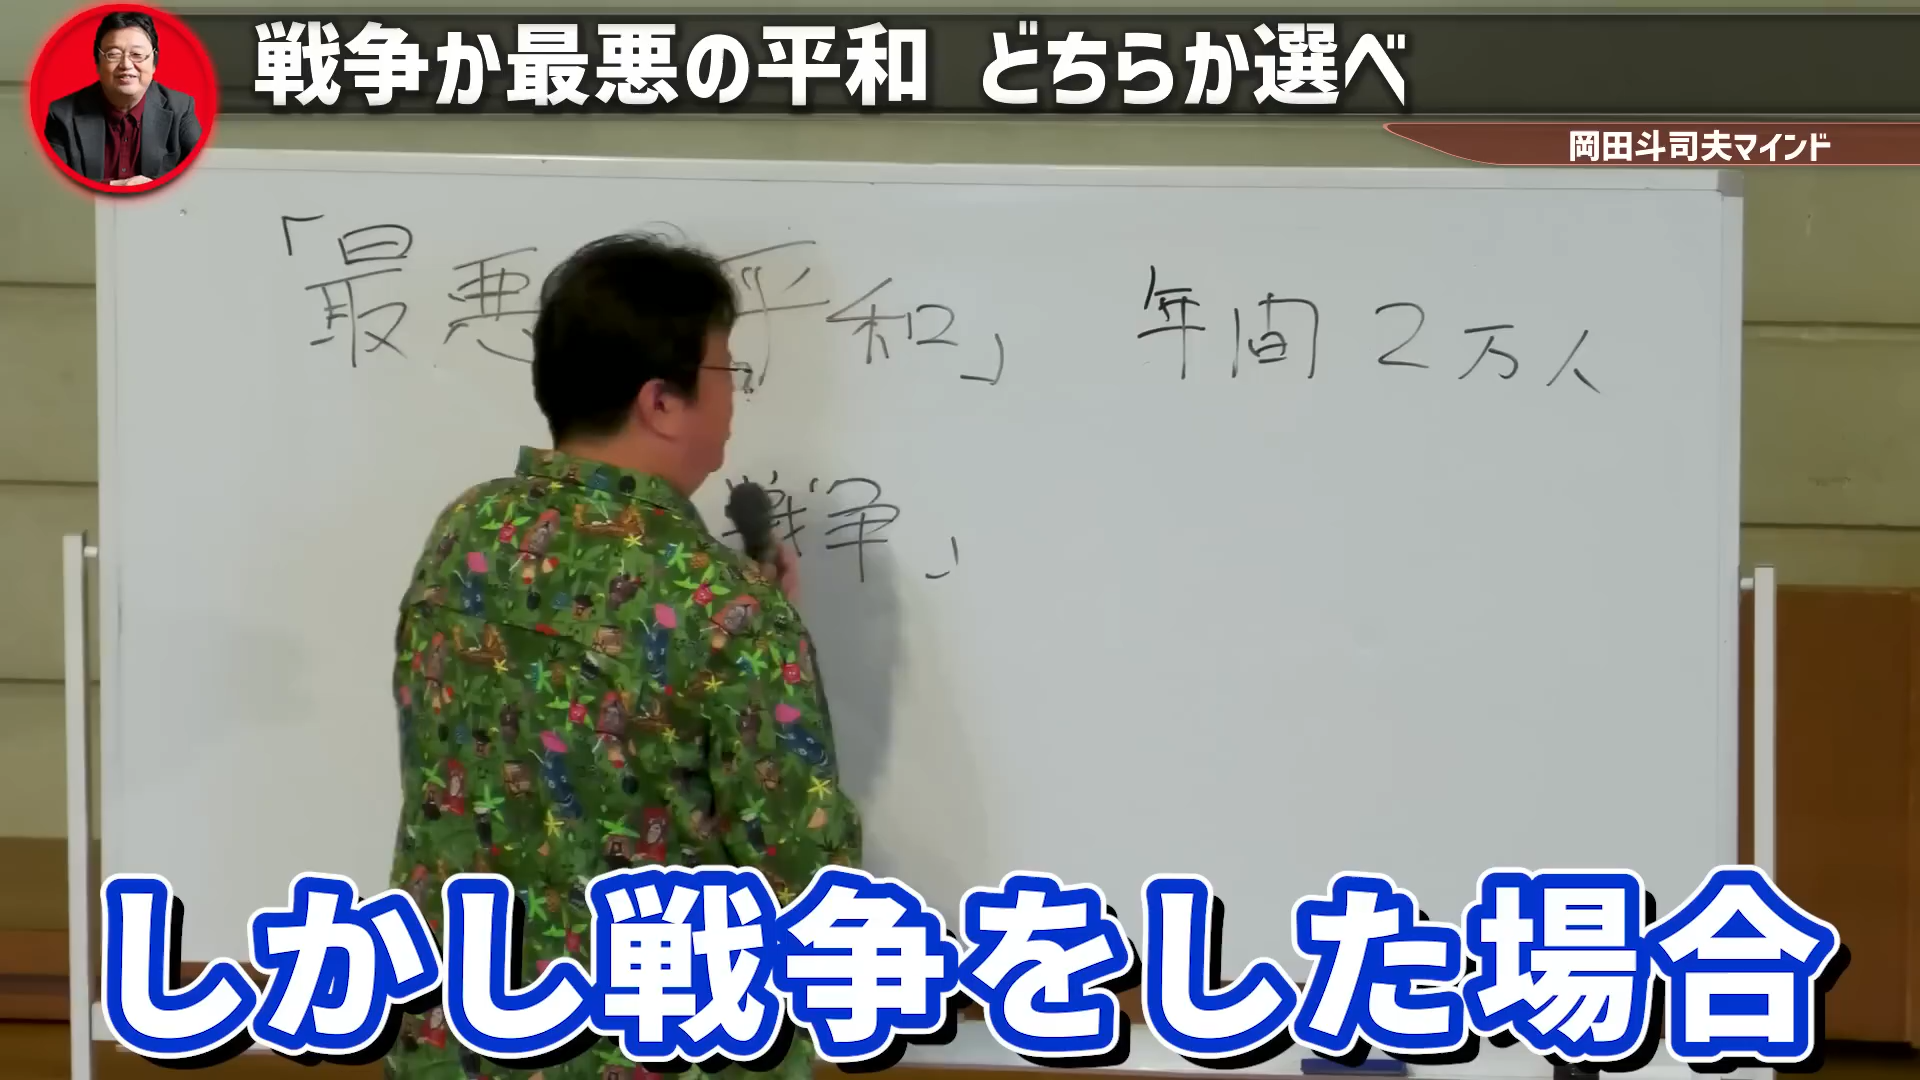 戦争か最悪の平和 どちらか選べ
岡田斗司夫マインド
「最悪 平和」 年間 2万人
戦争」
しかし戦争をした場合